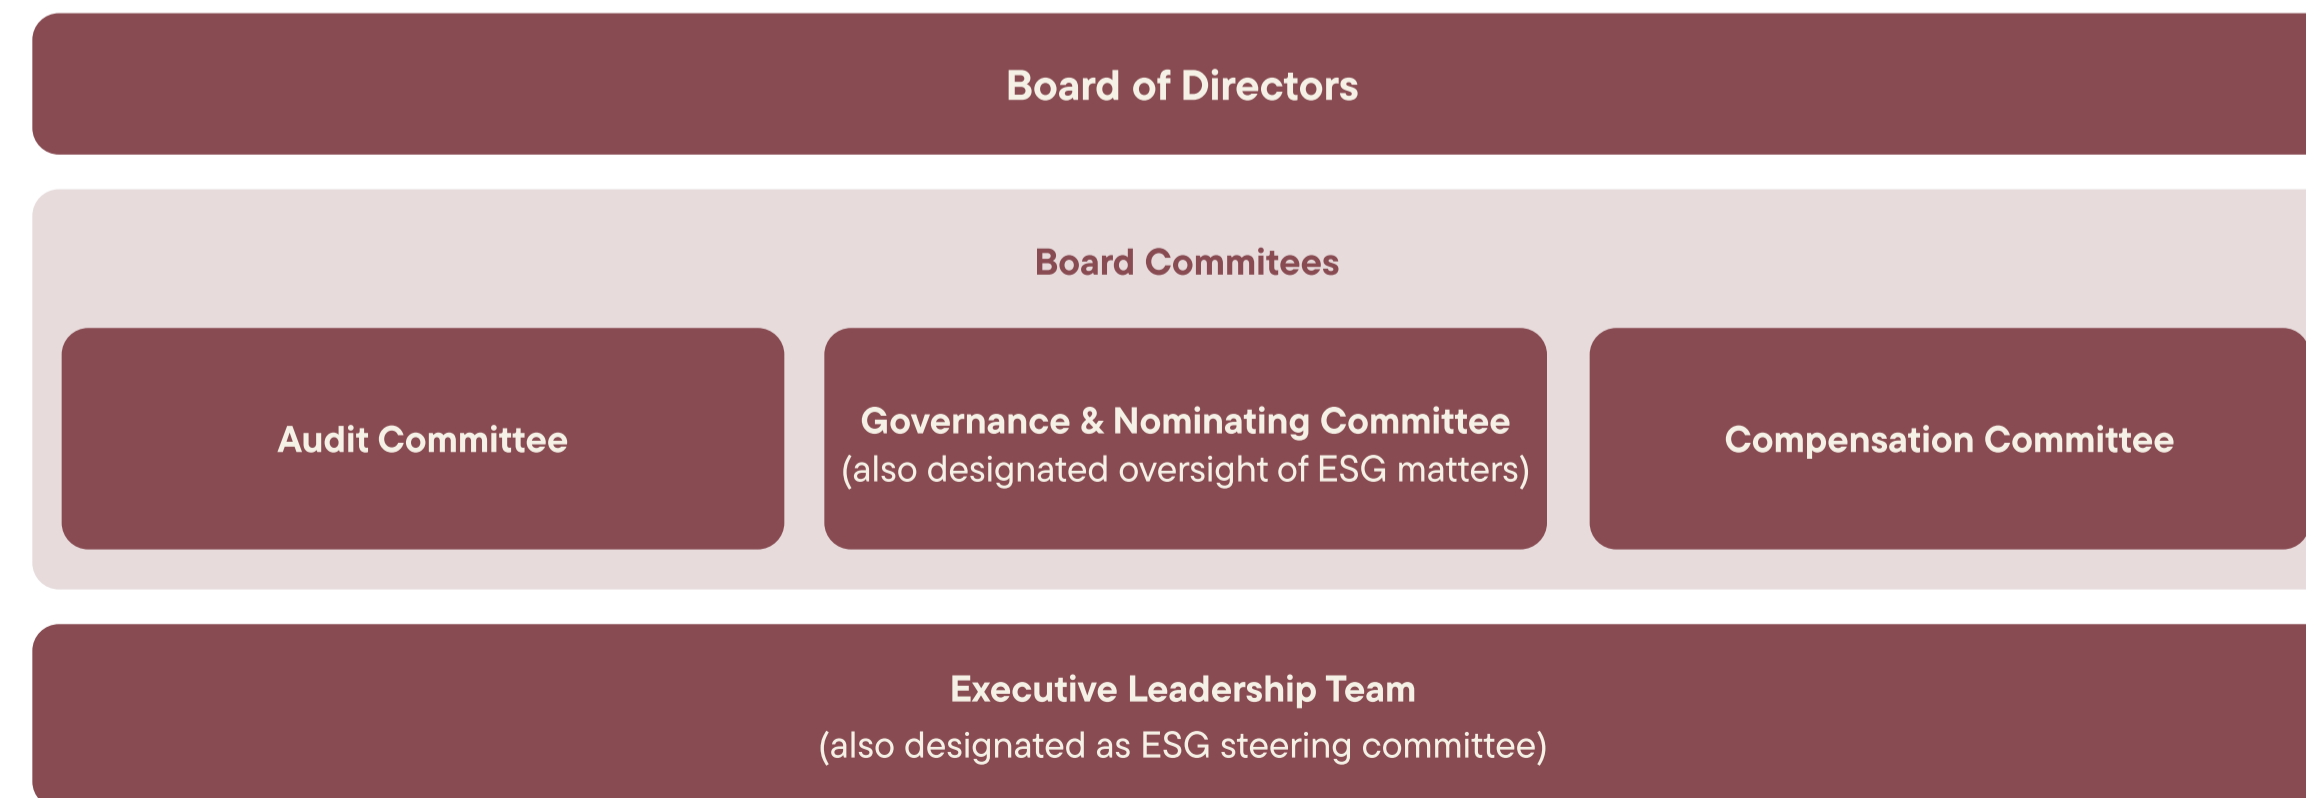 Board of Directors
Board Commitees
Audit Committee
Governance & Nominating Committee
(also designated oversight of ESG matters)
Compensation Committee
Executive Leadership Team
(also designated as ESG steering committee)